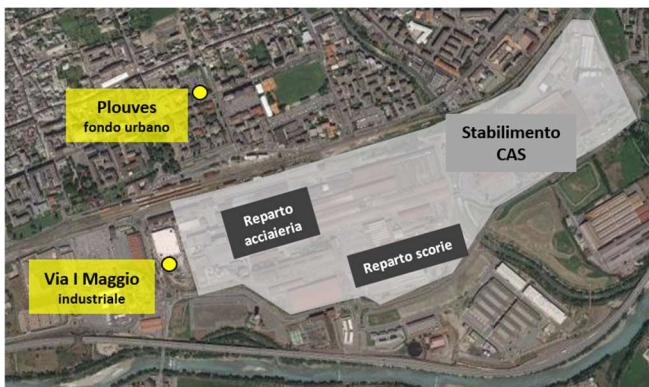 Plouves
fondo urbano
Stabilimento
CAS
Reparto
acciaieria
Reparto scorie
Via I Maggio
industriale